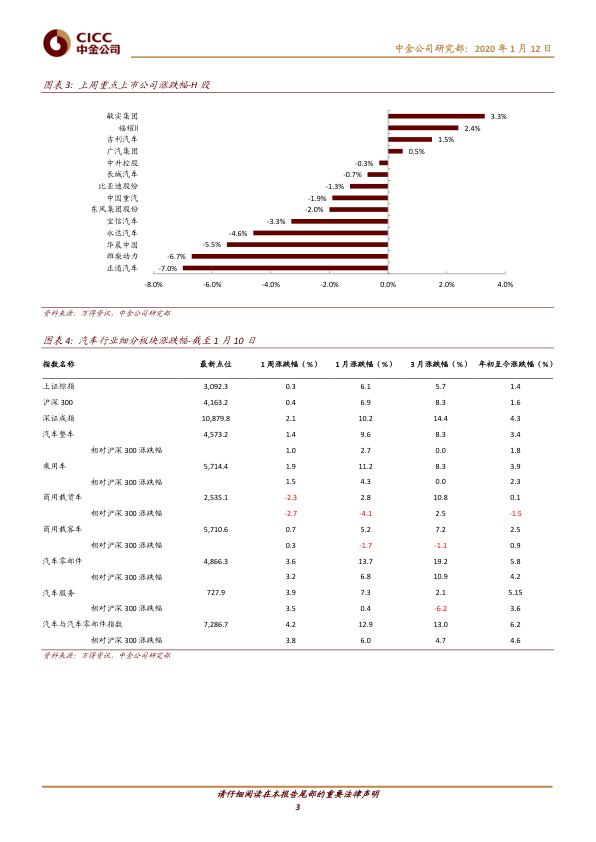 CICC
中金公司
中金公司研究部：2020 年 1 月 12 日
图表 3：上周重点上市公司涨跌幅-H 股
敏实集团 3.3%
福耀II 2.4%
吉利汽车 1.5%
广汽集团 0.5%
中升控股 -0.3%
长城汽车 -0.7%
比亚迪股份 -1.3%
中国重汽 -1.9%
东风集团股份 -2.0%
宝信汽车 -3.3%
永达汽车 -4.6%
华晨中国 -5.5%
潍柴动力 -6.7%
正通汽车 -7.0%
-8.0% -6.0% -4.0% -2.0% 0.0% 2.0% 4.0%
资料来源：万得资讯，中金公司研究部
图表 4：汽车行业细分板块涨跌幅-截至 1 月 10 日
指数名称 最新点位 1 周涨跌幅（%） 1 月涨跌幅（%） 3 月涨跌幅（%） 年初至今涨跌幅（%）
上证综指 3,092.3 0.3 6.1 5.7 1.4
沪深 300 4,163.2 0.4 6.9 8.3 1.6
深证成指 10,879.8 2.1 10.2 14.4 4.3
汽车整车 4,573.2 1.4 9.6 8.3 3.4
相对沪深 300 涨跌幅 1.0 2.7 0.0 1.8
乘用车 5,714.4 1.9 11.2 8.3 3.9
相对沪深 300 涨跌幅 1.5 4.3 0.0 2.3
商用载货车 2,535.1 -2.3 2.8 10.8 0.1
相对沪深 300 涨跌幅 -2.7 -4.1 2.5 -1.5
商用载客车 5,710.6 0.7 5.2 7.2 2.5
相对沪深 300 涨跌幅 0.3 -1.7 -1.1 0.9
汽车零部件 4,866.3 3.6 13.7 19.2 5.8
相对沪深 300 涨跌幅 3.2 6.8 10.9 4.2
汽车服务 727.9 3.9 7.3 2.1 5.15
相对沪深 300 涨跌幅 3.5 0.4 -6.2 3.6
汽车与汽车零部件指数 7,286.7 4.2 12.9 13.0 6.2
相对沪深 300 涨跌幅 3.8 6.0 4.7 4.6
资料来源：万得资讯，中金公司研究部
请仔细阅读在本报告尾部的重要法律声明
3